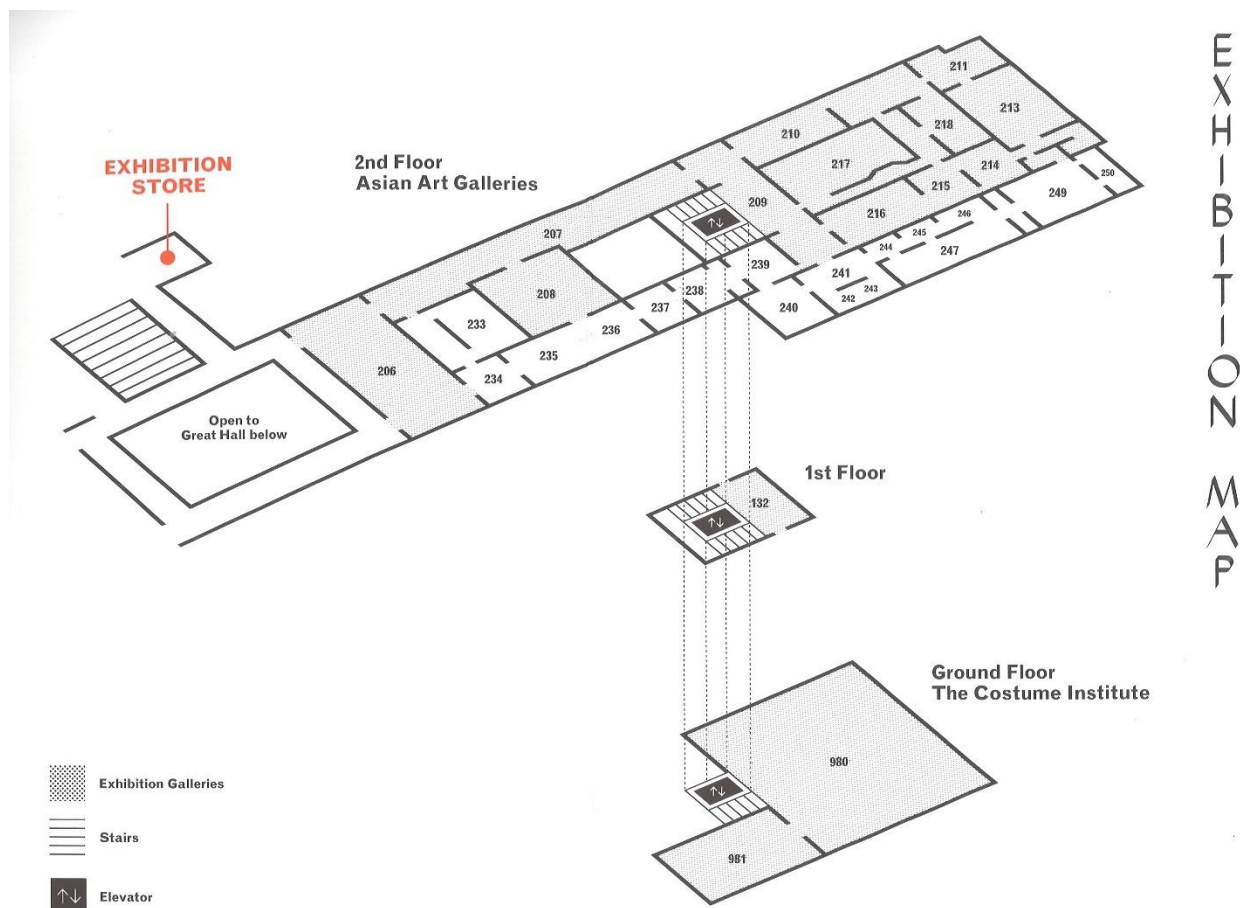 EXHIBITION MAP
EXHIBITION
STORE
2nd Floor
Asian Art Galleries
211
213
210
218
217
214
250
209
215
249
216
246
245
244
247
207
239
241
243
242
240
238
208
237
233
236
235
234
206
Open to
Great Hall below
1st Floor
132
Ground Floor
The Costume Institute
980
981
Exhibition Galleries
Stairs
Elevator